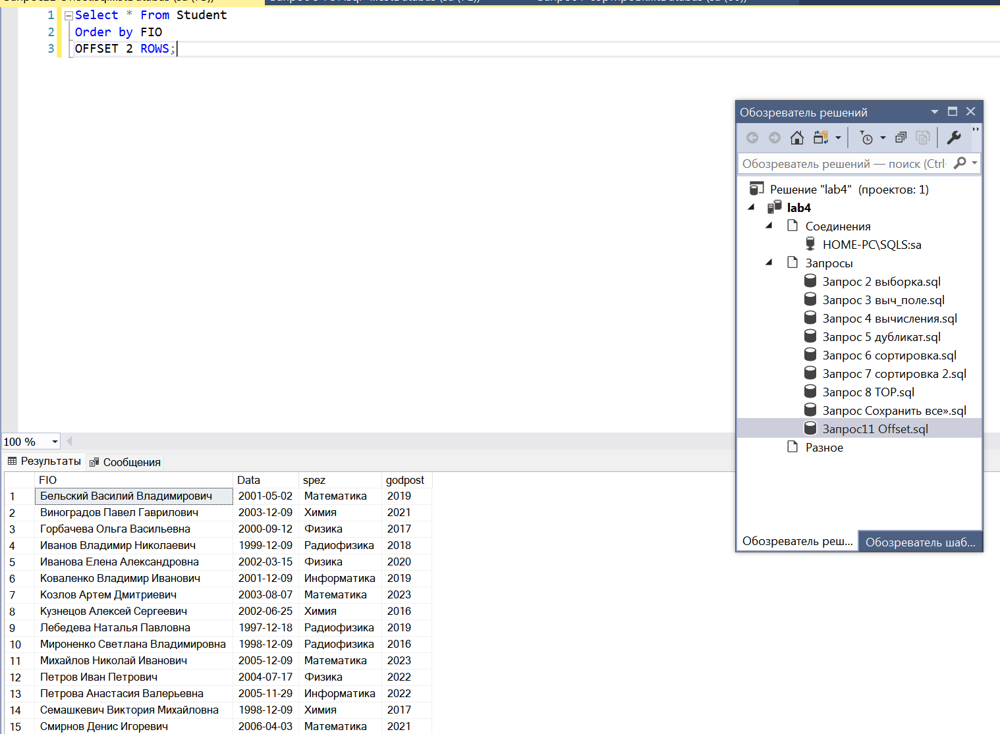 1 Select * From Student
2 Order by FIO
3 OFFSET 2 ROWS;
Обозреватель решений
Обозреватель решений — поиск (Ctrl-
Решение "lab4" (проектов: 1)
lab4
Соединения
HOME-PC\SQLS:sa
Запросы
Запрос 2 выборка.sql
Запрос 3 выч_поле.sql
Запрос 4 вычисления.sql
Запрос 5 дубликат.sql
Запрос 6 сортировка.sql
Запрос 7 сортировка 2.sql
Запрос 8 TOP.sql
Запрос Сохранить все».sql
Запрос11 Offset.sql
Разное
Обозреватель реш... Обозреватель шаб...
100 %
Результаты Сообщения
FIO Data spez godpost
1 Бельский Василий Владимирович 2001-05-02 Математика 2019
2 Виноградов Павел Гаврилович 2003-12-09 Химия 2021
3 Горбачева Ольга Васильевна 2000-09-12 Физика 2017
4 Иванов Владимир Николаевич 1999-12-09 Радиофизика 2018
5 Иванова Елена Александровна 2002-03-15 Физика 2020
6 Коваленко Владимир Иванович 2001-12-09 Информатика 2019
7 Козлов Артем Дмитриевич 2003-08-07 Математика 2023
8 Кузнецов Алексей Сергеевич 2002-06-25 Химия 2016
9 Лебедева Наталья Павловна 1997-12-18 Радиофизика 2019
10 Мироненко Светлана Владимировна 1998-12-09 Радиофизика 2016
11 Михайлов Николай Иванович 2005-12-09 Математика 2023
12 Петров Иван Петрович 2004-07-17 Физика 2022
13 Петрова Анастасия Валерьевна 2005-11-29 Информатика 2022
14 Семашкевич Виктория Михайловна 1998-12-09 Химия 2017
15 Смирнов Денис Игоревич 2006-04-03 Математика 2021